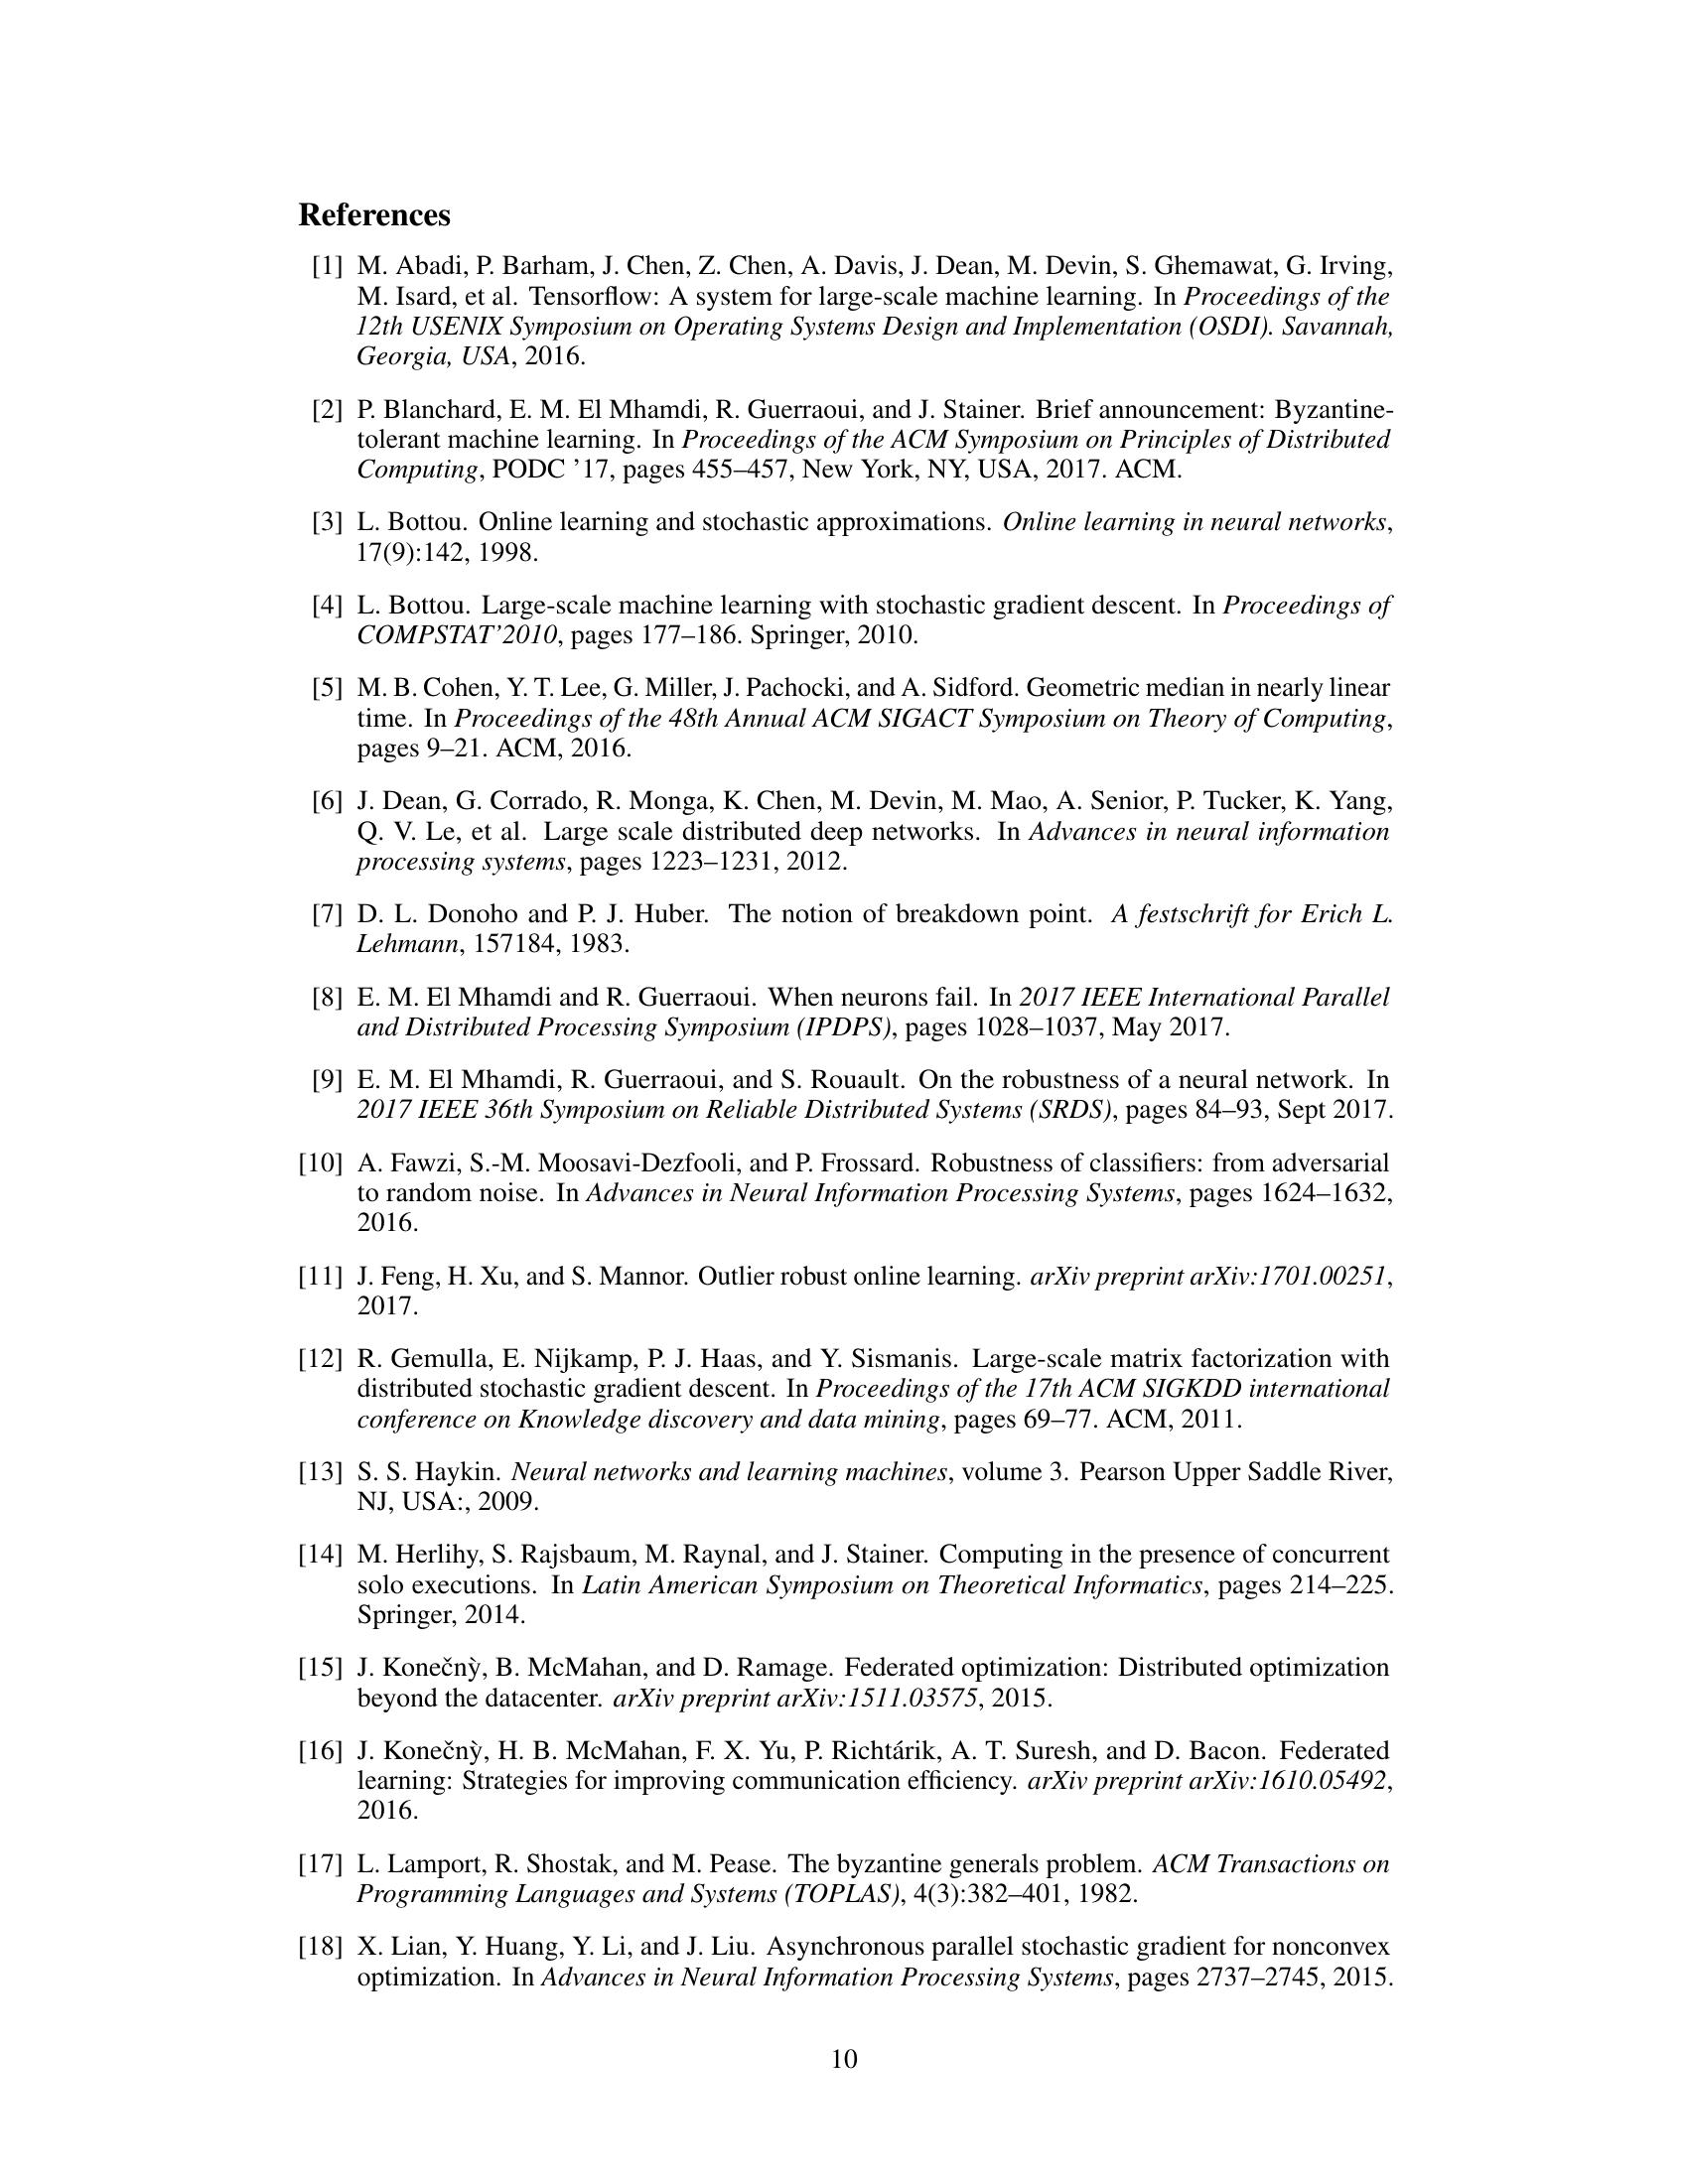 References
[1] M. Abadi, P. Barham, J. Chen, Z. Chen, A. Davis, J. Dean, M. Devin, S. Ghemawat, G. Irving,
M. Isard, et al. Tensorflow: A system for large-scale machine learning. In Proceedings of the
12th USENIX Symposium on Operating Systems Design and Implementation (OSDI). Savannah,
Georgia, USA, 2016.
[2] P. Blanchard, E. M. El Mhamdi, R. Guerraoui, and J. Stainer. Brief announcement: Byzantine-
tolerant machine learning. In Proceedings of the ACM Symposium on Principles of Distributed
Computing, PODC ’17, pages 455–457, New York, NY, USA, 2017. ACM.
[3] L. Bottou. Online learning and stochastic approximations. Online learning in neural networks,
17(9):142, 1998.
[4] L. Bottou. Large-scale machine learning with stochastic gradient descent. In Proceedings of
COMPSTAT’2010, pages 177–186. Springer, 2010.
[5] M. B. Cohen, Y. T. Lee, G. Miller, J. Pachocki, and A. Sidford. Geometric median in nearly linear
time. In Proceedings of the 48th Annual ACM SIGACT Symposium on Theory of Computing,
pages 9–21. ACM, 2016.
[6] J. Dean, G. Corrado, R. Monga, K. Chen, M. Devin, M. Mao, A. Senior, P. Tucker, K. Yang,
Q. V. Le, et al. Large scale distributed deep networks. In Advances in neural information
processing systems, pages 1223–1231, 2012.
[7] D. L. Donoho and P. J. Huber. The notion of breakdown point. A festschrift for Erich L.
Lehmann, 157184, 1983.
[8] E. M. El Mhamdi and R. Guerraoui. When neurons fail. In 2017 IEEE International Parallel
and Distributed Processing Symposium (IPDPS), pages 1028–1037, May 2017.
[9] E. M. El Mhamdi, R. Guerraoui, and S. Rouault. On the robustness of a neural network. In
2017 IEEE 36th Symposium on Reliable Distributed Systems (SRDS), pages 84–93, Sept 2017.
[10] A. Fawzi, S.-M. Moosavi-Dezfooli, and P. Frossard. Robustness of classifiers: from adversarial
to random noise. In Advances in Neural Information Processing Systems, pages 1624–1632,
2016.
[11] J. Feng, H. Xu, and S. Mannor. Outlier robust online learning. arXiv preprint arXiv:1701.00251,
2017.
[12] R. Gemulla, E. Nijkamp, P. J. Haas, and Y. Sismanis. Large-scale matrix factorization with
distributed stochastic gradient descent. In Proceedings of the 17th ACM SIGKDD international
conference on Knowledge discovery and data mining, pages 69–77. ACM, 2011.
[13] S. S. Haykin. Neural networks and learning machines, volume 3. Pearson Upper Saddle River,
NJ, USA:, 2009.
[14] M. Herlihy, S. Rajsbaum, M. Raynal, and J. Stainer. Computing in the presence of concurrent
solo executions. In Latin American Symposium on Theoretical Informatics, pages 214–225.
Springer, 2014.
[15] J. Konečnỳ, B. McMahan, and D. Ramage. Federated optimization: Distributed optimization
beyond the datacenter. arXiv preprint arXiv:1511.03575, 2015.
[16] J. Konečnỳ, H. B. McMahan, F. X. Yu, P. Richtárik, A. T. Suresh, and D. Bacon. Federated
learning: Strategies for improving communication efficiency. arXiv preprint arXiv:1610.05492,
2016.
[17] L. Lamport, R. Shostak, and M. Pease. The byzantine generals problem. ACM Transactions on
Programming Languages and Systems (TOPLAS), 4(3):382–401, 1982.
[18] X. Lian, Y. Huang, Y. Li, and J. Liu. Asynchronous parallel stochastic gradient for nonconvex
optimization. In Advances in Neural Information Processing Systems, pages 2737–2745, 2015.
10